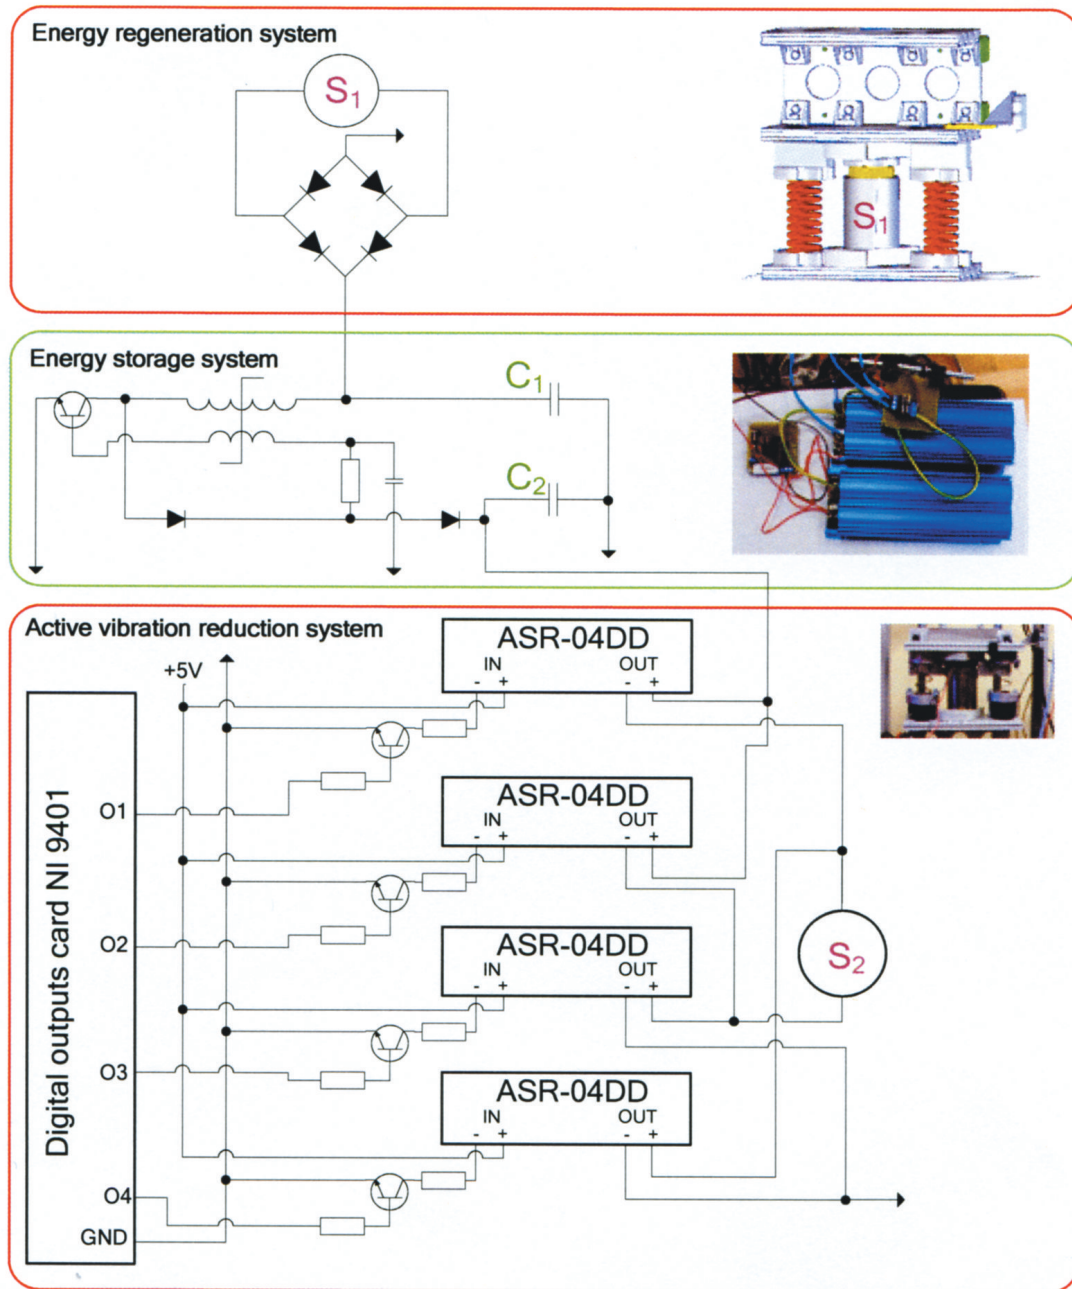 Energy regeneration system
S1
S1
Energy storage system
C1
C2
Active vibration reduction system
+5V
Digital outputs card NI 9401
ASR-04DD
IN
OUT
- +
- +
O1
ASR-04DD
IN
OUT
- +
- +
O2
ASR-04DD
IN
OUT
- +
- +
S2
O3
ASR-04DD
IN
OUT
- +
- +
O4
GND